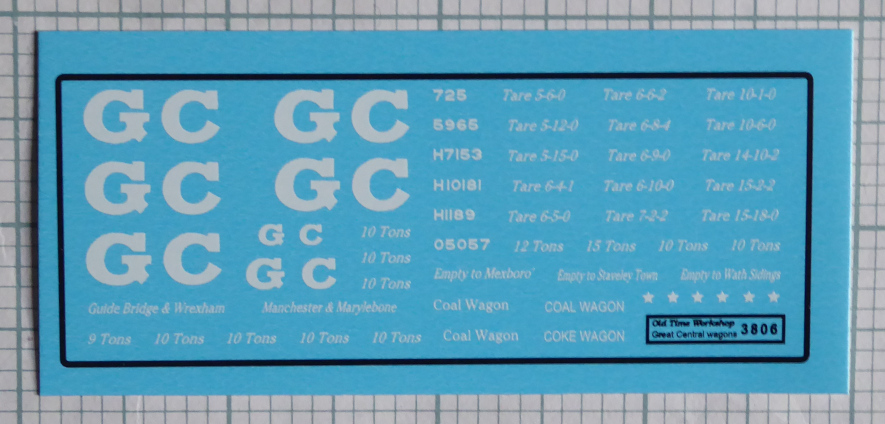 GC GC 725 Tare 5-6-0 Tare 6-6-2 Tare 10-1-0
5965 Tare 5-12-0 Tare 6-8-4 Tare 10-6-0
H7153 Tare 5-15-0 Tare 6-9-0 Tare 14-10-2
GC GC H10181 Tare 6-4-1 Tare 6-10-0 Tare 15-2-2
H1189 Tare 6-5-0 Tare 7-2-2 Tare 15-18-0
GC G C 10 Tons 05057 12 Tons 15 Tons 10 Tons 10 Tons
10 Tons
G C 10 Tons Empty to Mexboro' Empty to Staveley Town Empty to Wath Sidings
Guide Bridge & Wrexham Manchester & Marylebone Coal Wagon COAL WAGON
9 Tons 10 Tons 10 Tons 10 Tons 10 Tons Coal Wagon COKE WAGON
Old Time Workshop
Great Central wagons 3806